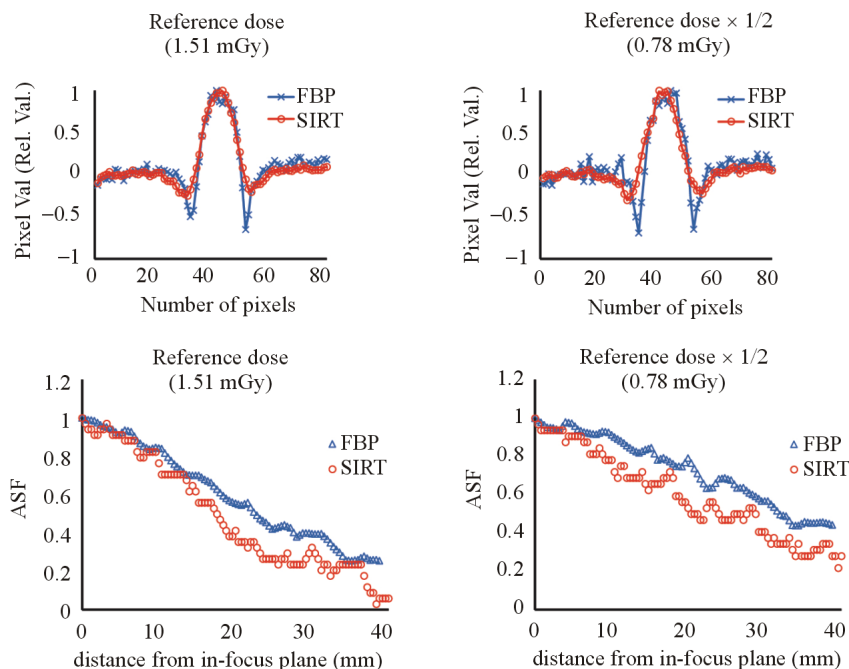 Reference dose
(1.51 mGy)
Pixel Val (Rel. Val.)
1
0.5
0
−0.5
−1
FBP
SIRT
0 20 40 60 80
Number of pixels
Reference dose × 1/2
(0.78 mGy)
Pixel Val (Rel. Val.)
1
0.5
0
−0.5
−1
FBP
SIRT
0 20 40 60 80
Number of pixels
Reference dose
(1.51 mGy)
ASF
1.2
1
0.8
0.6
0.4
0.2
0
FBP
SIRT
0 10 20 30 40
distance from in-focus plane (mm)
Reference dose × 1/2
(0.78 mGy)
ASF
1.2
1
0.8
0.6
0.4
0.2
0
FBP
SIRT
0 10 20 30 40
distance from in-focus plane (mm)